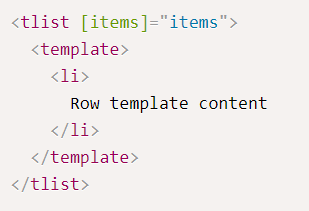 <tlist [items]="items">
  <template>
    <li>
      Row template content
    </li>
  </template>
</tlist>